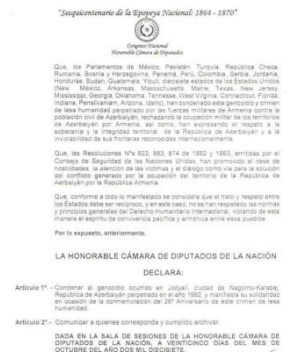 "Sesquicentenario de la Epopeya Nacional: 1864 - 1870"
Congreso Nacional
Honorable Cámara de Diputados
Que, los Parlamentos de México, Pakistán, Turquía, República Checa,
Rumania, Bosnia y Herzegovina, Panamá, Perú, Colombia, Serbia, Jordania,
Honduras, Sudán, Guatemala, Yibuti, diecisiete estados de los Estados Unidos
(New México, Arkansas, Massachusetts, Maine, Texas, New Jersey,
Mississippi, Georgia, Oklahoma, Tennesse, West Virginia, Connecticut, Florida,
Indiana, Pensilvaniam, Arizona, Idaho), han condenado este genocidio y crimen
de lesa humanidad perpetrado por las fuerzas militares de Armenia contra la
población civil de Azerbaiyán, rechazando la ocupación militar de los territorios
de Azerbaiyán por Armenia, así como, han expresando el respeto a la
soberanía y la integridad territorial de la República de Azerbaiyán y a la
inviolabilidad de sus fronteras reconocidas internacionalmente.
Que, las Resoluciones N°s 822, 853, 874 de 1992 y 1993, emitidas por el
Consejo de Seguridad de las Naciones Unidas, han promovido el cese de
hostilidades, la atención de las víctimas y el diálogo como vía para la solución
del conflicto generado por la ocupación del territorio de la República de
Aerbaiyán por la República Armenia.
Que, conforme a todo lo manifestado se considera que el trato y respeto entre
los Estados debe ser recíproco, y en este caso, no se han respetado las normas
y principios generales del Derecho Humanitario Internacional, violando de esta
manera el espíritu de convivencia pacífica y armónica entre esos pueblos.
Por lo expuesto, anteriormente,
LA HONORABLE CÁMARA DE DIPUTADOS DE LA NACIÓN
DECLARA:
Artículo 1°.- Condenar el genocidio ocurrido en Jodyalí, ciudad de Nagorno-Karabaj,
República de Azerbaiyán perpetrado en el año 1992, y manifiesta su solidaridad
en ocasión de la conmemoración del 26° Aniversario de este crimen de lesa
humanidad.
Artículo 2°.- Comunicar a quienes corresponda y cumplido archivar.
DADA EN LA SALA DE SESIONES DE LA HONORABLE CÁMARA DE
DIPUTADOS DE LA NACIÓN, A VEINTICINCO DÍAS DEL MES DE
OCTUBRE DEL AÑO DOS MIL DIECISIETE.